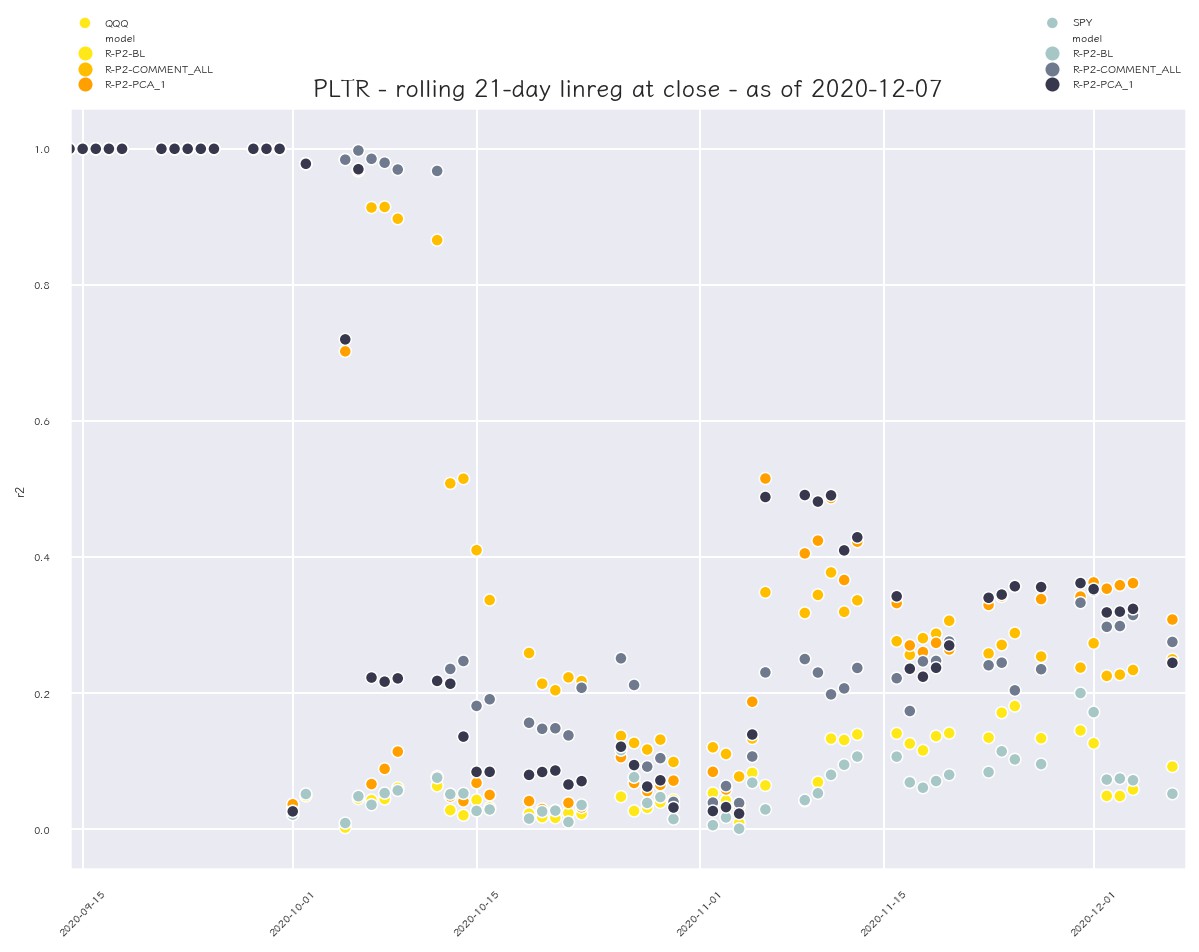 QQQ
model
R-P2-BL
R-P2-COMMENT_ALL
R-P2-PCA_1
SPY
model
R-P2-BL
R-P2-COMMENT_ALL
R-P2-PCA_1
PLTR - rolling 21-day linreg at close - as of 2020-12-07
1.0
0.8
0.6
r2
0.4
0.2
0.0
2020-09-15
2020-10-01
2020-10-15
2020-11-01
2020-11-15
2020-12-01